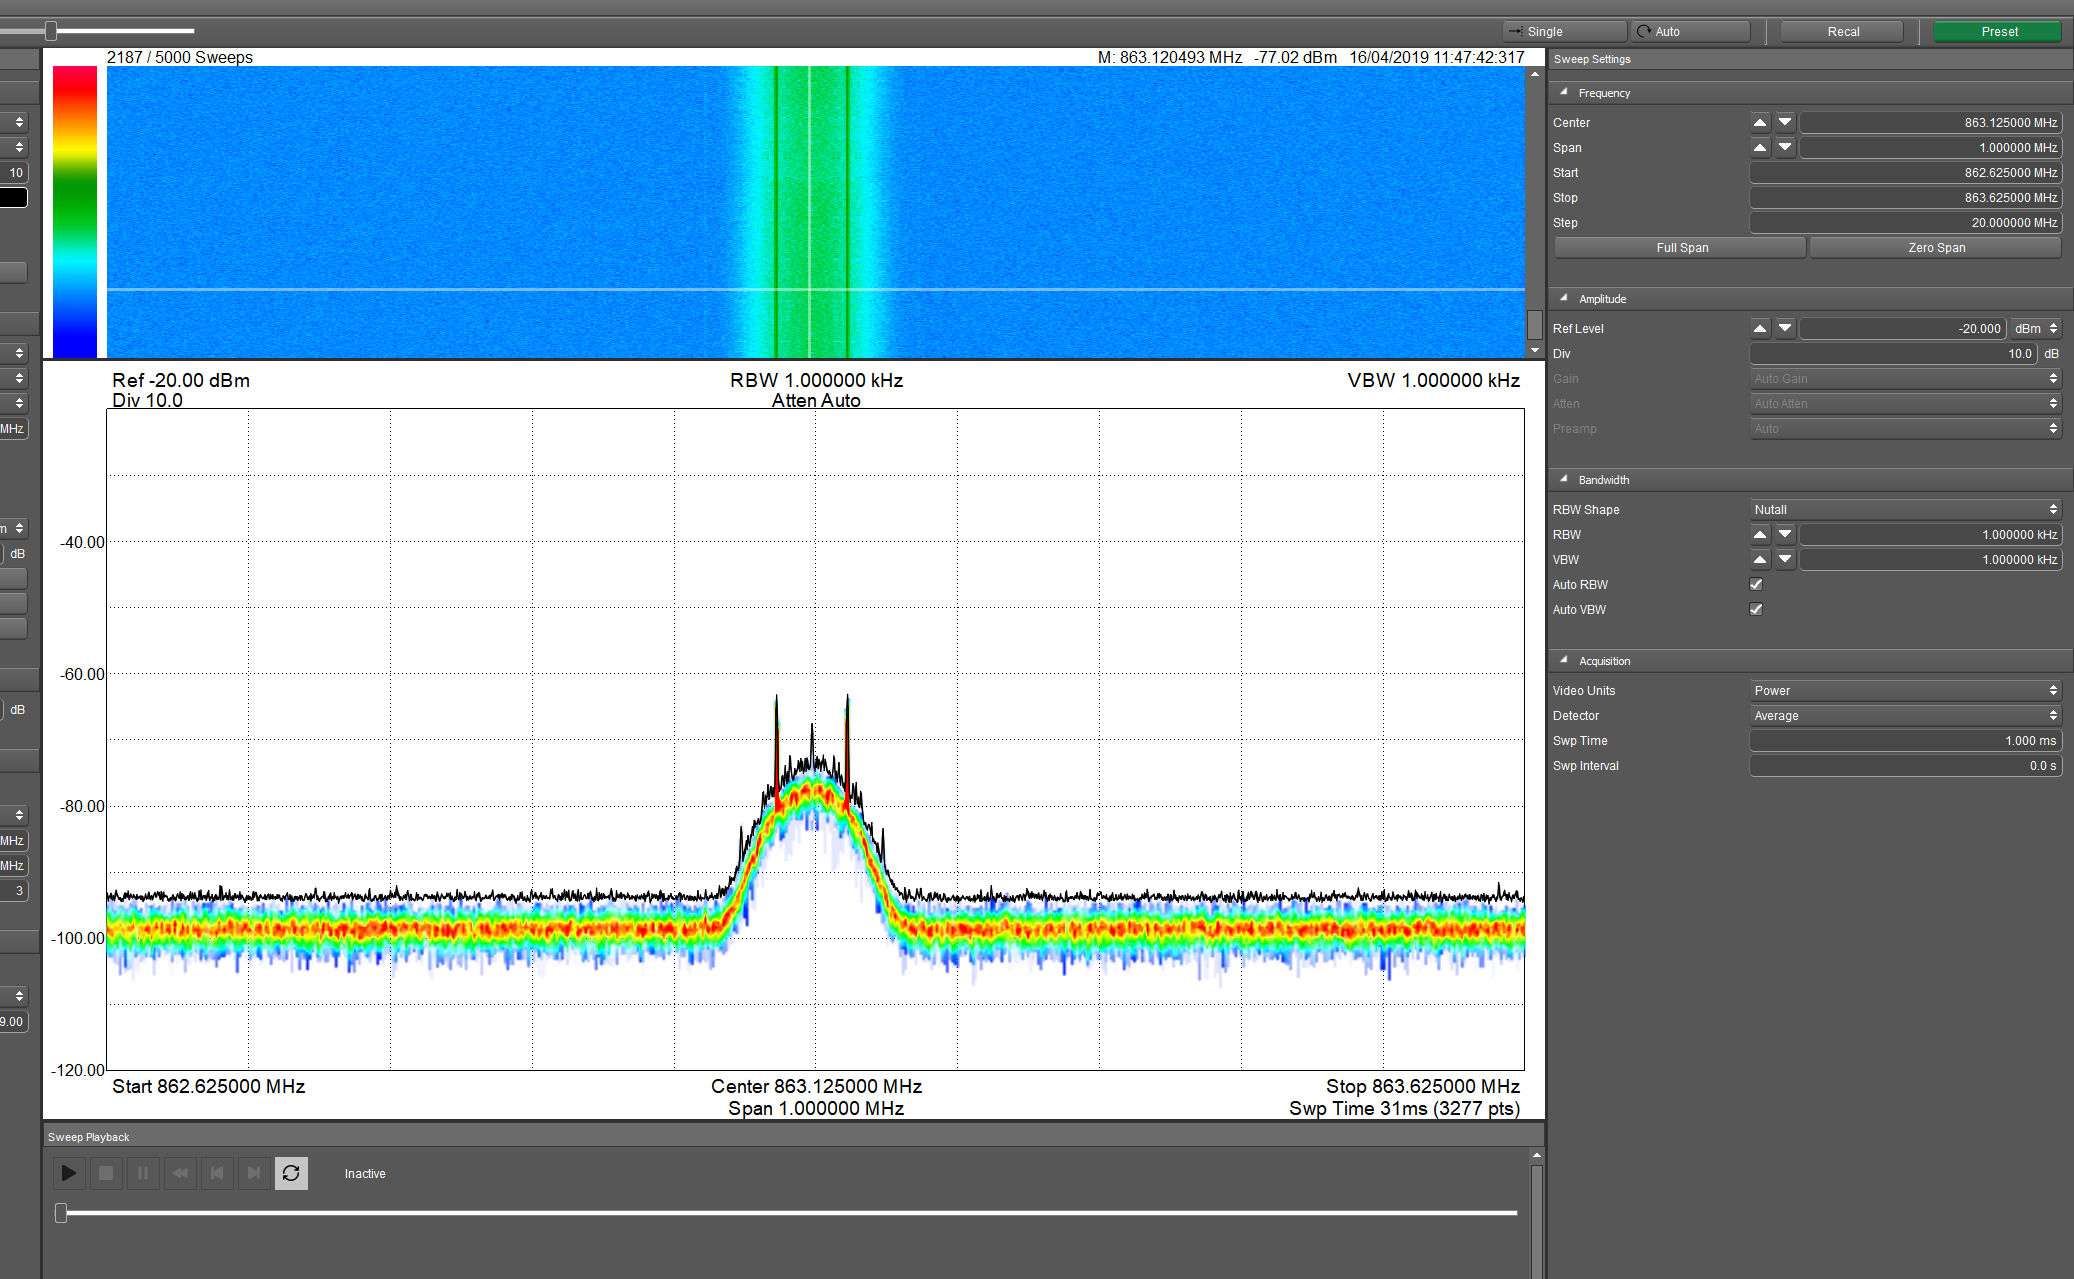 Single
Auto
Recal
Preset
2187 / 5000 Sweeps
M: 863.120493 MHz -77.02 dBm 16/04/2019 11:47:42:317
Sweep Settings
Frequency
Center 863.125000 MHz
Span 1.000000 MHz
Start 862.625000 MHz
Stop 863.625000 MHz
Step 20.000000 MHz
Full Span Zero Span
Amplitude
Ref Level -20.000 dBm
Div 10.0 dB
Gain Auto Gain
Atten Auto Atten
Preamp Auto
Bandwidth
RBW Shape Nutall
RBW 1.000000 kHz
VBW 1.000000 kHz
Auto RBW
Auto VBW
Acquisition
Video Units Power
Detector Average
Swp Time 1.000 ms
Swp Interval 0.0 s
10
MHz
m
dB
dB
MHz
MHz
3
9.00
Ref -20.00 dBm
Div 10.0
RBW 1.000000 kHz
Atten Auto
VBW 1.000000 kHz
-40.00
-60.00
-80.00
-100.00
-120.00
Start 862.625000 MHz
Center 863.125000 MHz
Span 1.000000 MHz
Stop 863.625000 MHz
Swp Time 31ms (3277 pts)
Sweep Playback
Inactive